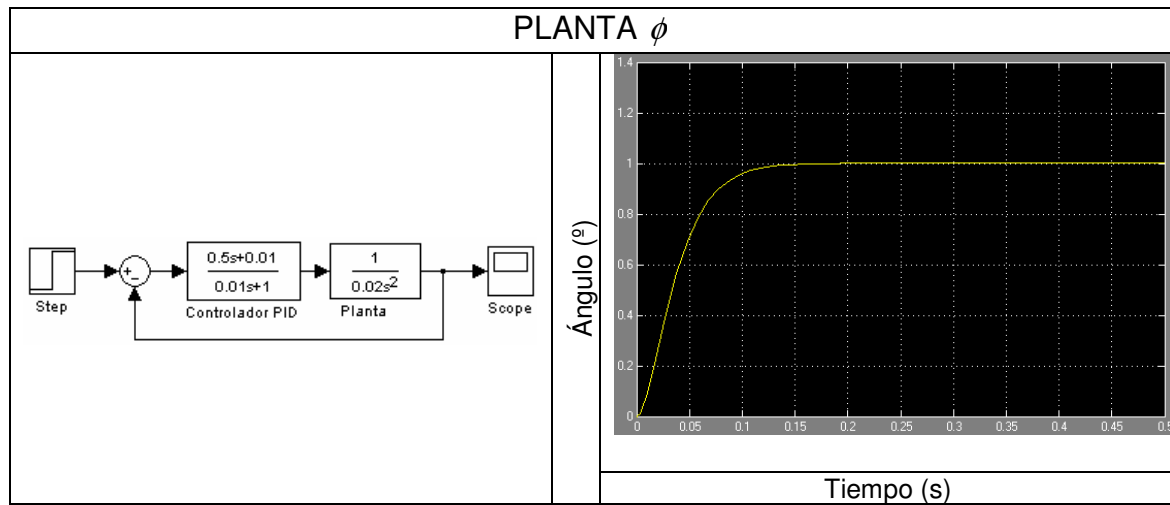 PLANTA ϕ
Step
+
−
0.5s+0.01
0.01s+1
Controlador PID
1
0.02s²
Planta
Scope
Ángulo (º)
1.4
1.2
1
0.8
0.6
0.4
0.2
0
0 0.05 0.1 0.15 0.2 0.25 0.3 0.35 0.4 0.45 0.5
Tiempo (s)